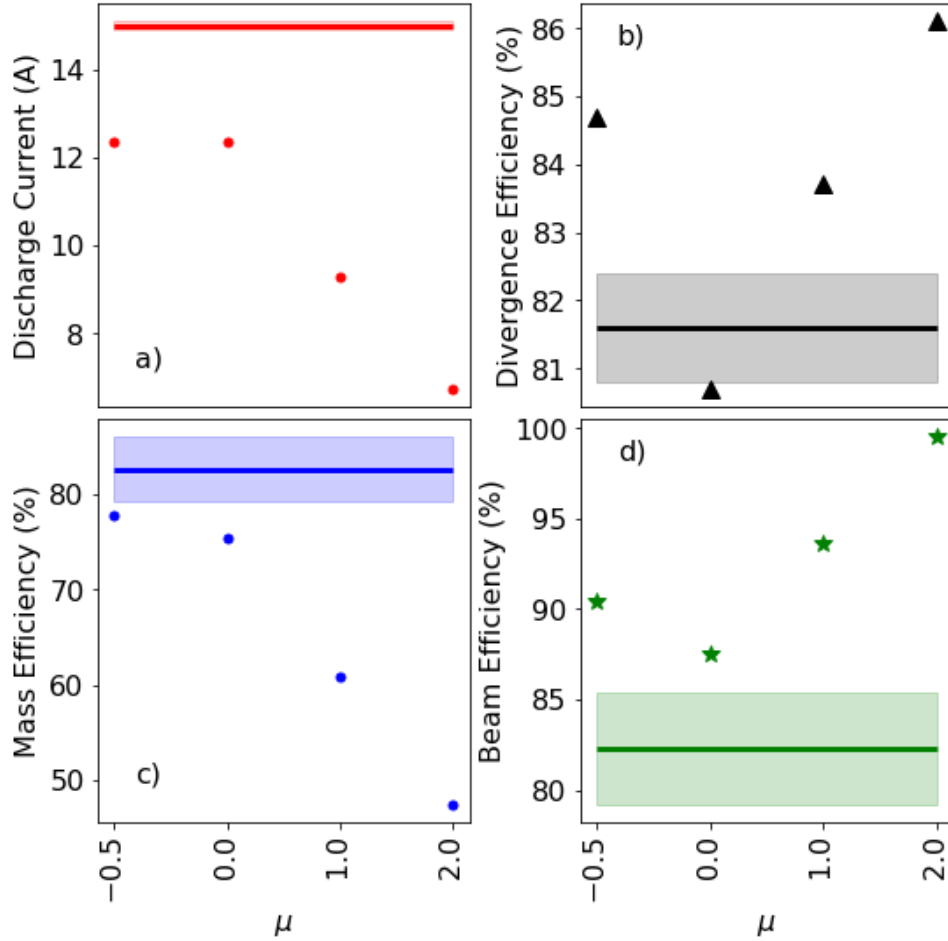 Discharge Current (A)
14
12
10
8
a)
Divergence Efficiency (%)
86
85
84
83
82
81
b)
Mass Efficiency (%)
80
70
60
50
c)
−0.5
0.0
1.0
2.0
μ
Beam Efficiency (%)
100
95
90
85
80
d)
−0.5
0.0
1.0
2.0
μ